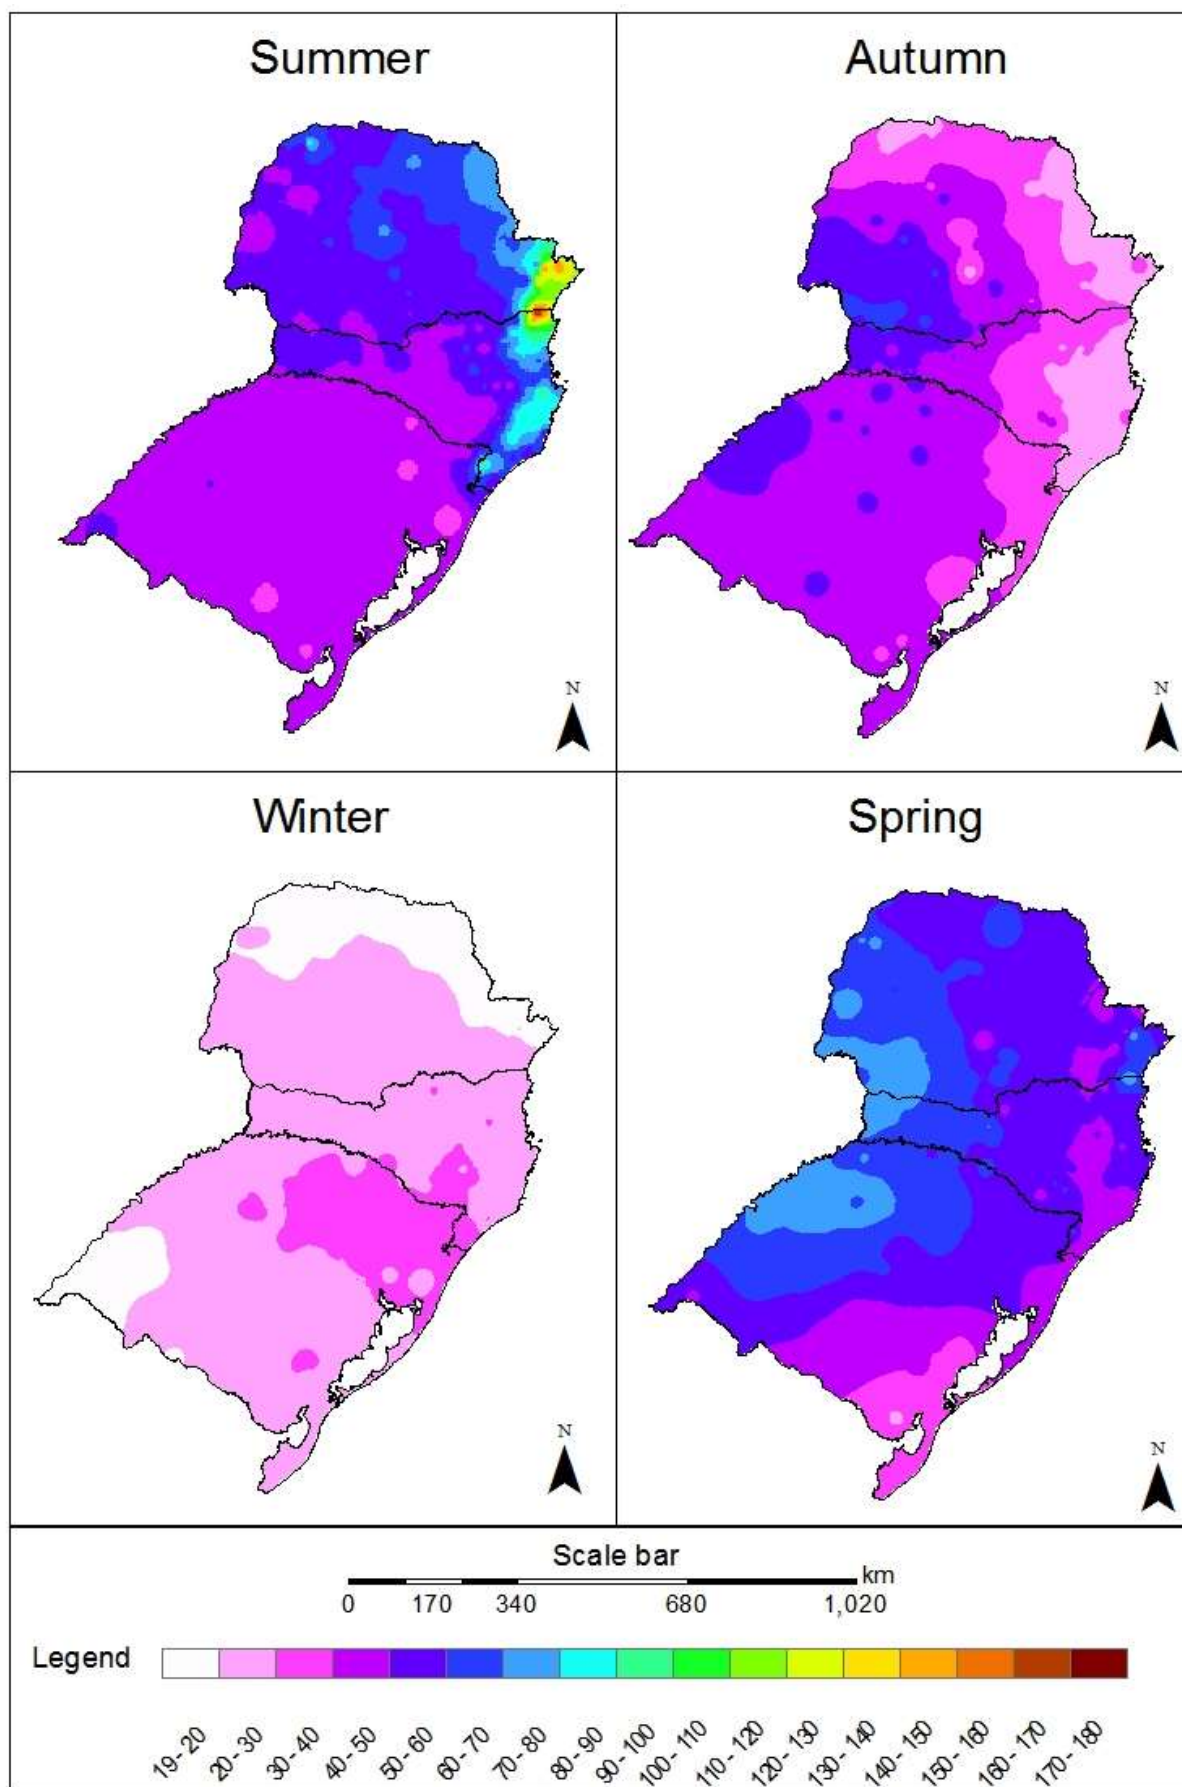 Summer
Autumn
N
N
Winter
Spring
N
N
Scale bar
km
0 170 340 680 1,020
Legend
19 - 20
20 - 30
30 - 40
40 - 50
50 - 60
60 - 70
70 - 80
80 - 90
90 - 100
100 - 110
110 - 120
120 - 130
130 - 140
140 - 150
150 - 160
160 - 170
170 - 180